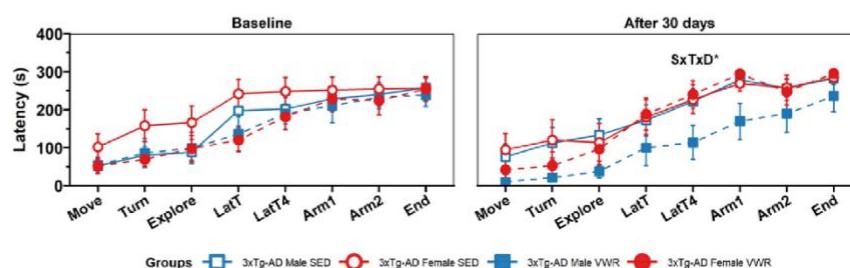 Baseline
After 30 days
Latency (s)
400
300
200
100
0
SxTxD*
Move Turn Explore LatT LatT4 Arm1 Arm2 End
Move Turn Explore LatT LatT4 Arm1 Arm2 End
Groups 3xTg-AD Male SED 3xTg-AD Female SED 3xTg-AD Male VWR 3xTg-AD Female VWR